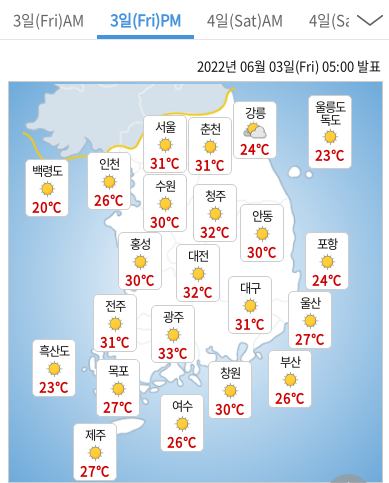 3일(Fri)AM 3일(Fri)PM 4일(Sat)AM 4일(Sa
2022년 06월 03일(Fri) 05:00 발표
서울
31℃
춘천
31℃
강릉
24℃
울릉도
독도
23℃
백령도
20℃
인천
26℃
수원
30℃
청주
32℃
안동
30℃
홍성
30℃
대전
32℃
포항
24℃
전주
31℃
광주
33℃
대구
31℃
울산
27℃
흑산도
23℃
목포
27℃
창원
30℃
부산
26℃
여수
26℃
제주
27℃